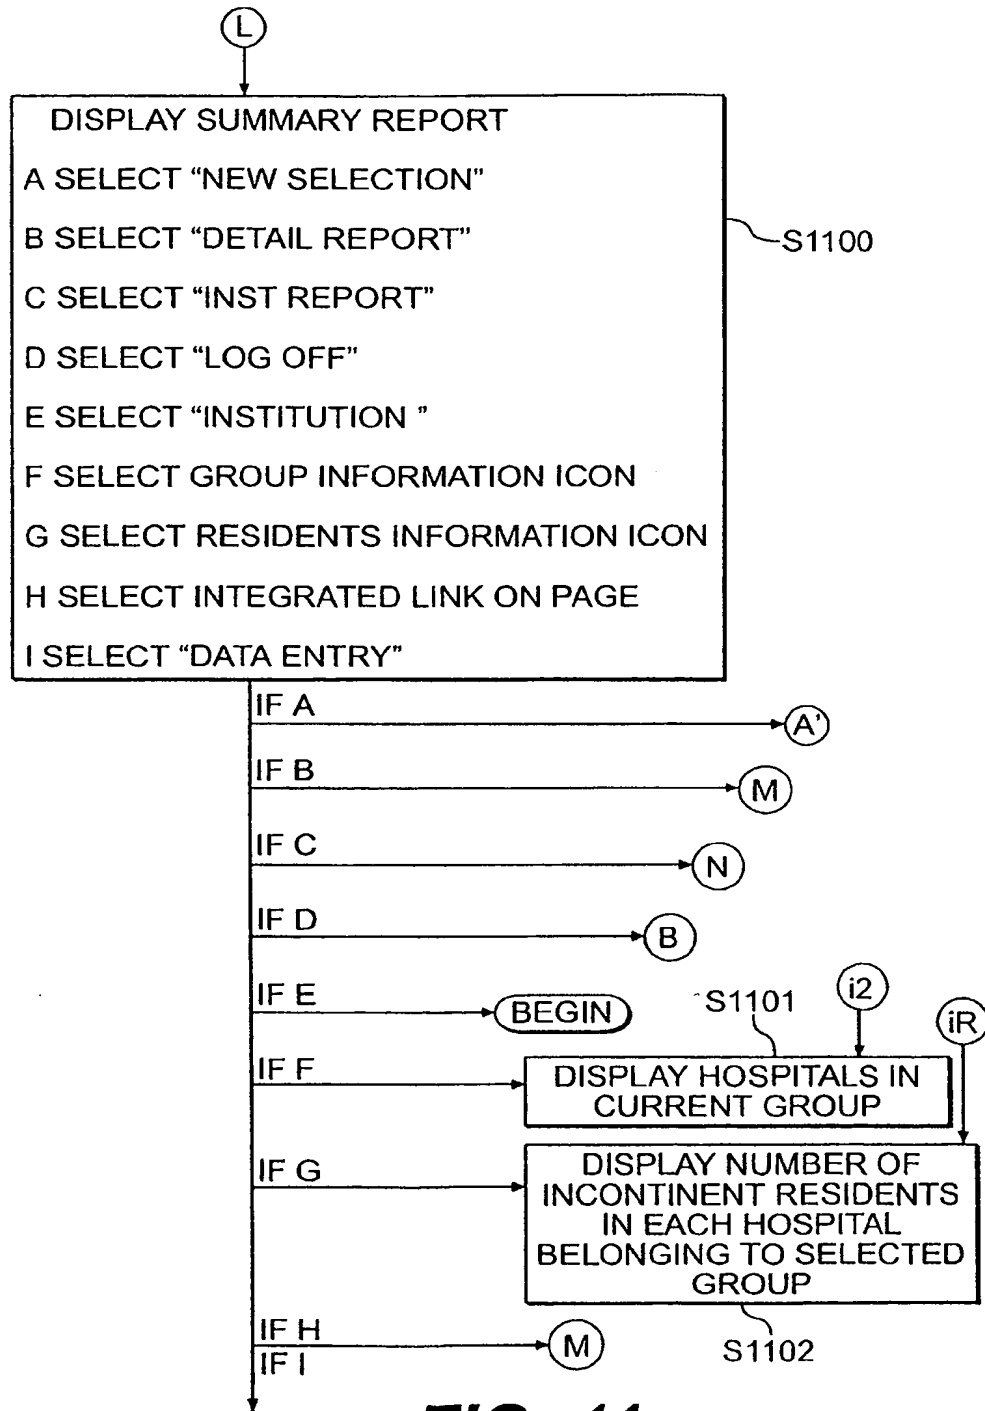 L
DISPLAY SUMMARY REPORT
A SELECT “NEW SELECTION”
B SELECT “DETAIL REPORT”
S1100
C SELECT “INST REPORT”
D SELECT “LOG OFF”
E SELECT “INSTITUTION ”
F SELECT GROUP INFORMATION ICON
G SELECT RESIDENTS INFORMATION ICON
H SELECT INTEGRATED LINK ON PAGE
I SELECT “DATA ENTRY”
IF A
A'
IF B
M
IF C
N
IF D
B
IF E
BEGIN
S1101
i2
iR
IF F
DISPLAY HOSPITALS IN
CURRENT GROUP
IF G
DISPLAY NUMBER OF
INCONTINENT RESIDENTS
IN EACH HOSPITAL
BELONGING TO SELECTED
GROUP
S1102
IF H
M
IF I